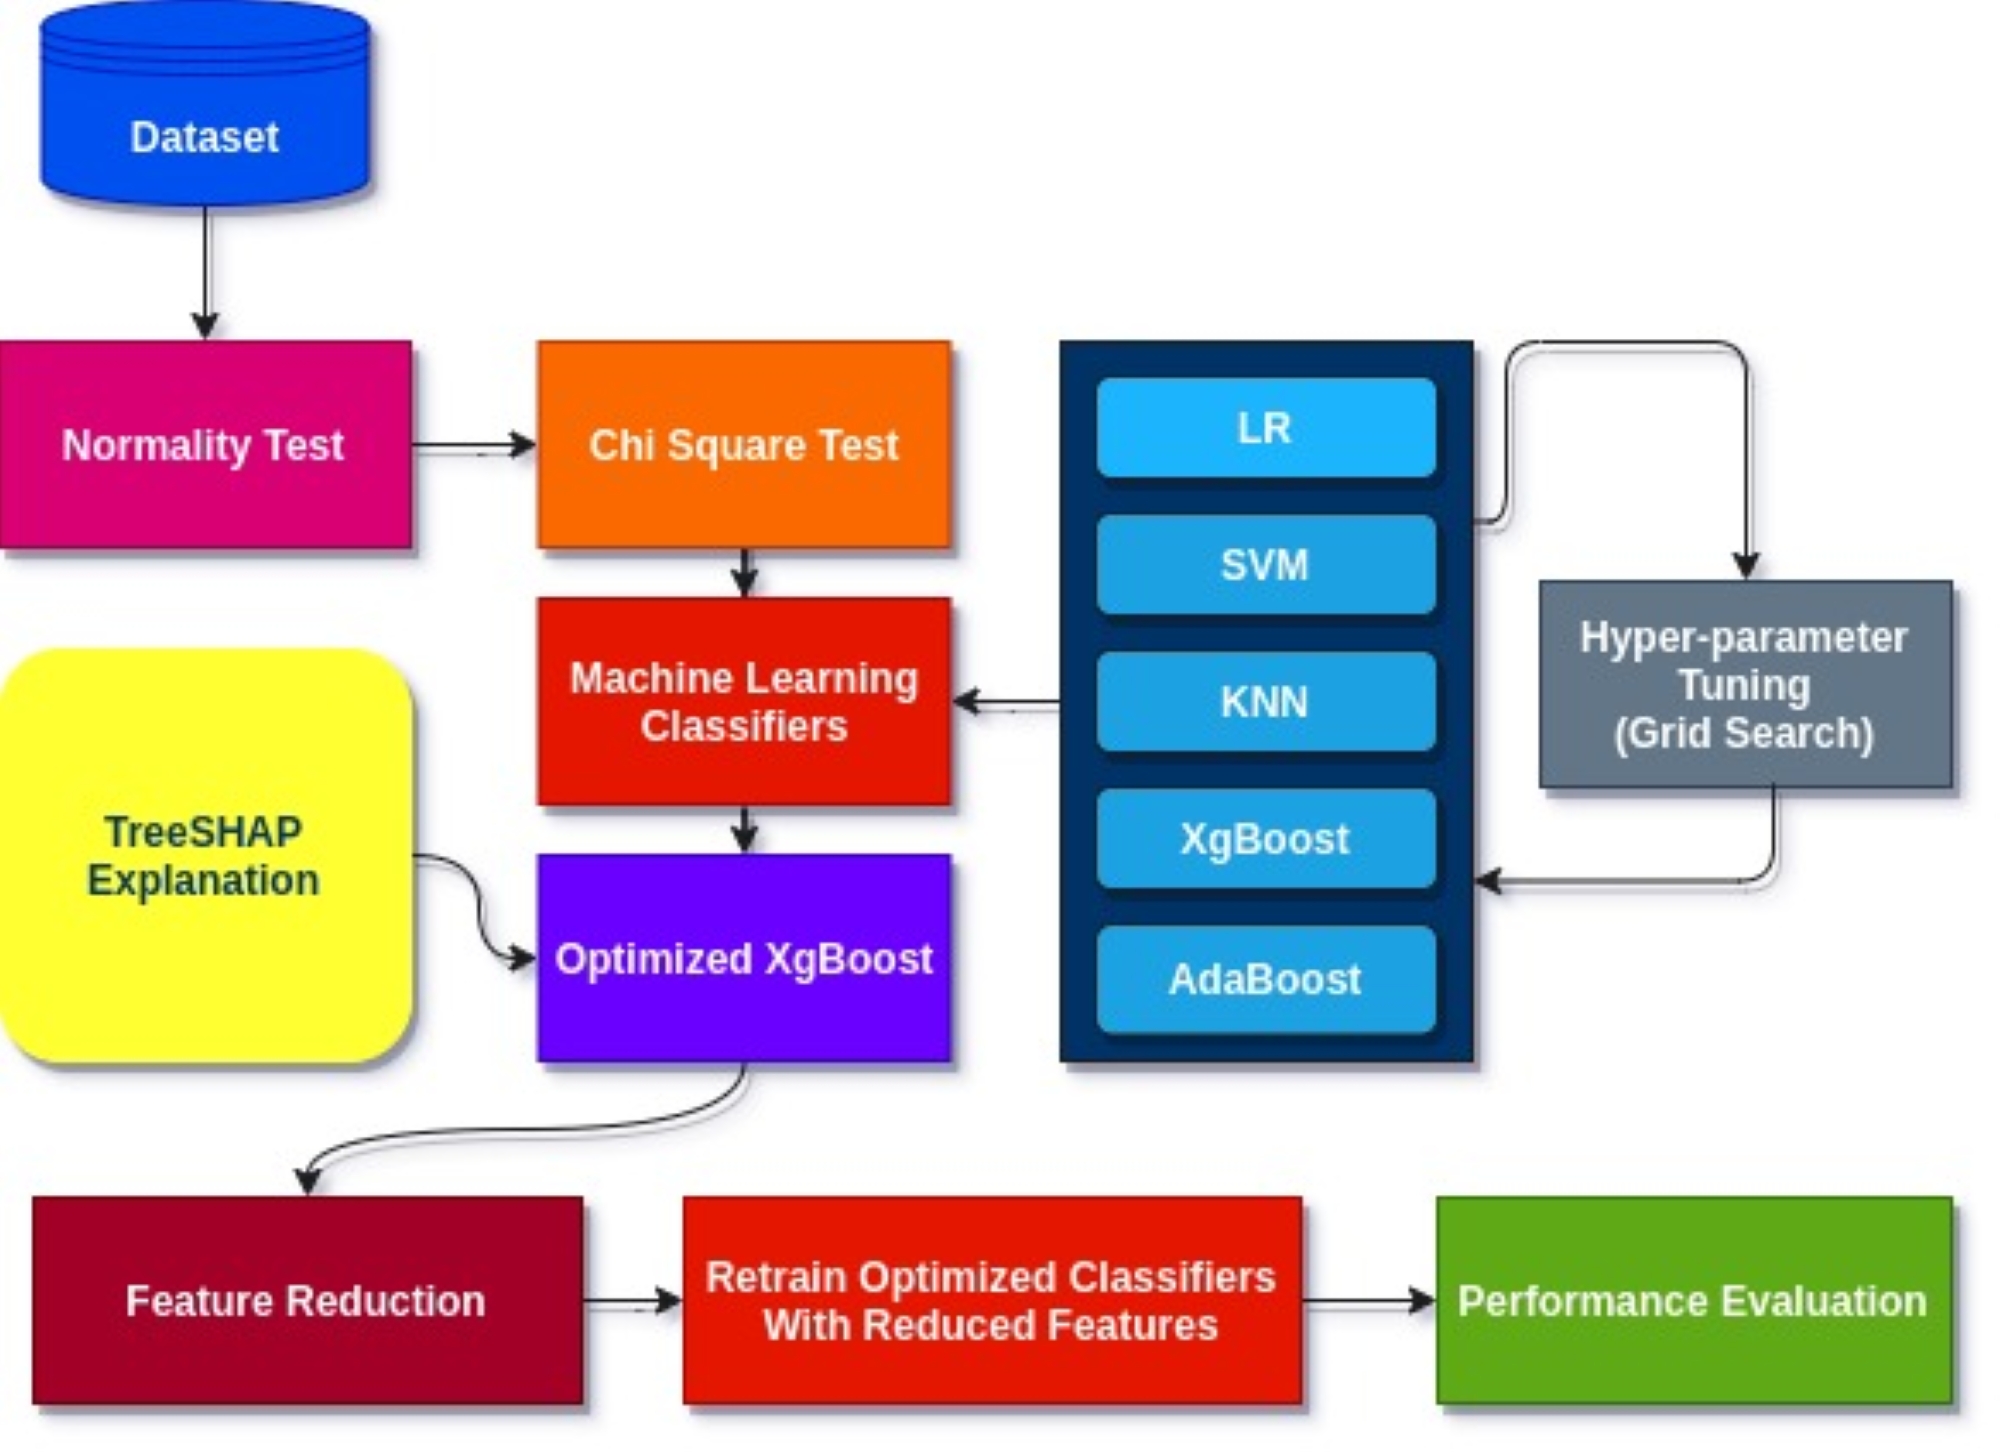 Dataset
Normality Test
Chi Square Test
LR
SVM
KNN
XgBoost
AdaBoost
Hyper-parameter
Tuning
(Grid Search)
Machine Learning
Classifiers
TreeSHAP
Explanation
Optimized XgBoost
Feature Reduction
Retrain Optimized Classifiers
With Reduced Features
Performance Evaluation